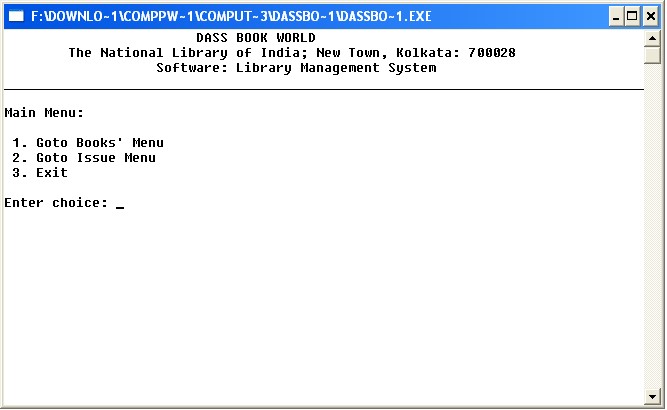 F:\DOWNLO~1\COMPPW~1\COMPUT~3\DASSBO~1\DASSBO~1.EXE
DASS BOOK WORLD
The National Library of India; New Town, Kolkata: 700028
Software: Library Management System
Main Menu:
1. Goto Books' Menu
2. Goto Issue Menu
3. Exit
Enter choice: _